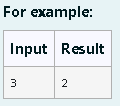 For example:
Input Result
3 2